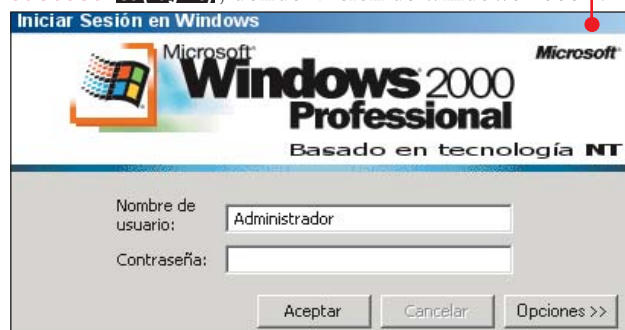 Iniciar Sesión en Windows
Microsoft
Microsoft
Windows 2000
Professional
Basado en tecnología NT
Nombre de
usuario:
Administrador
Contraseña:
Aceptar
Cancelar
Opciones >>